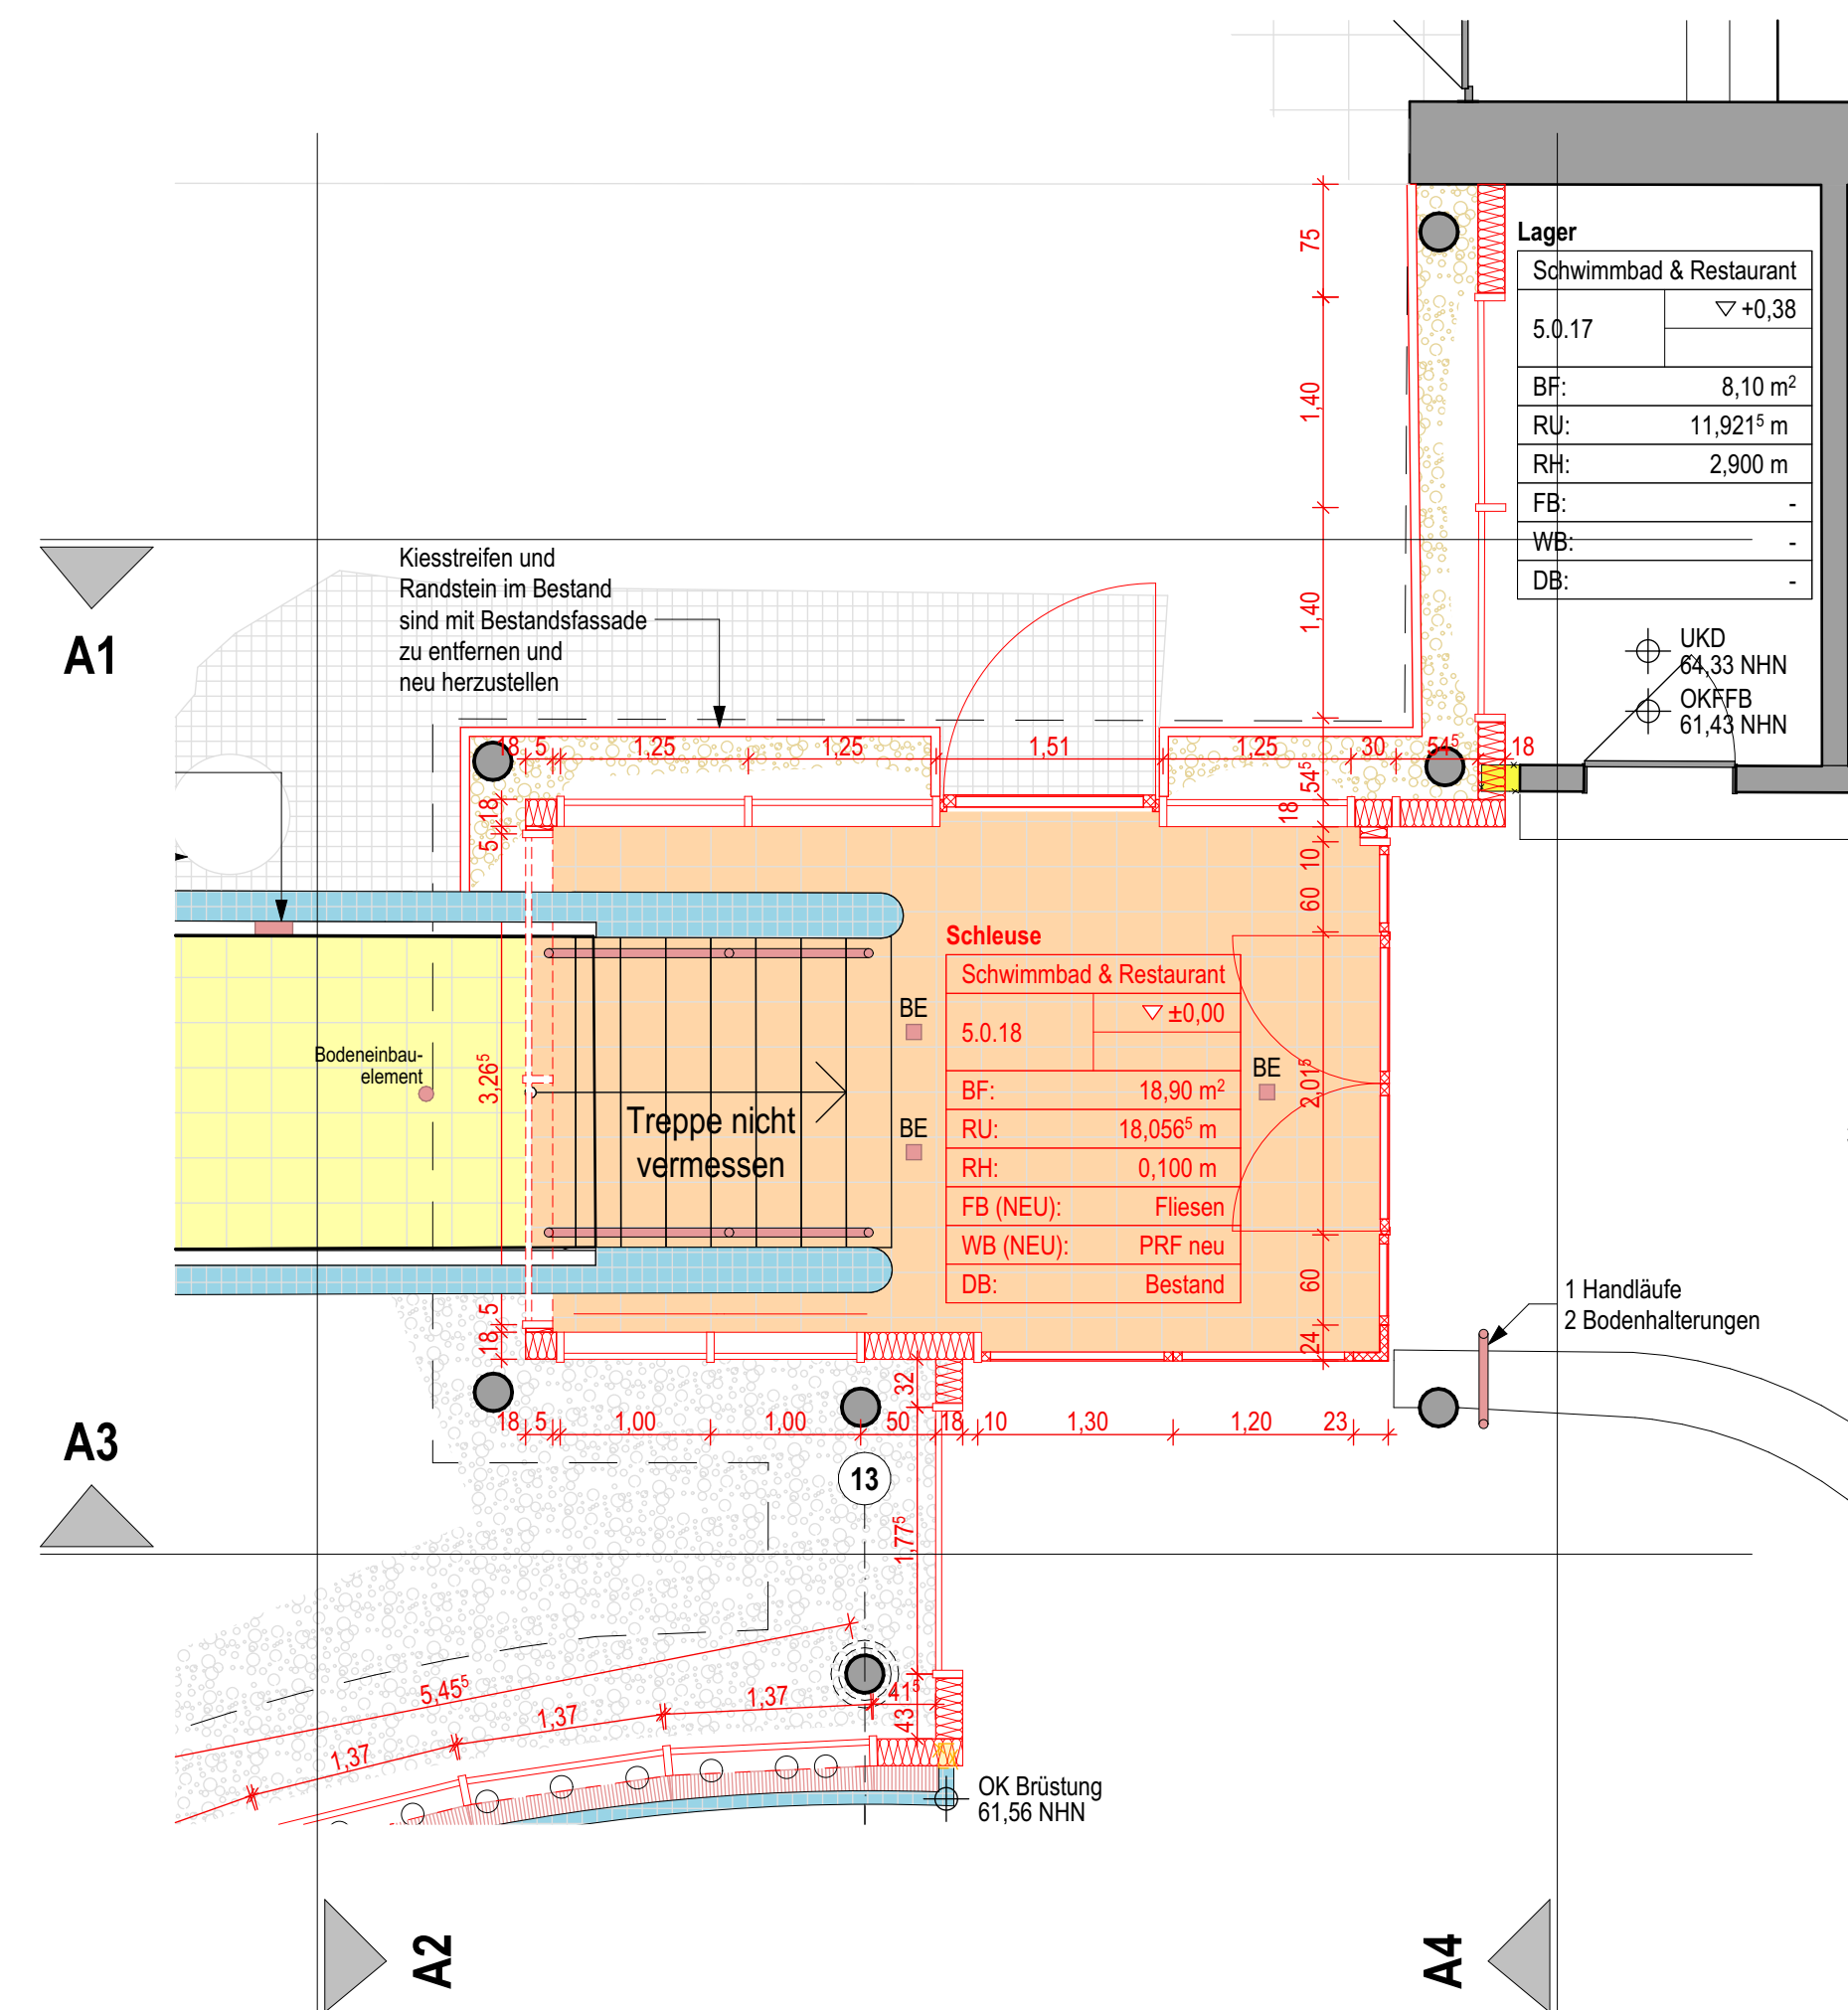 75
Lager
Schwimmbad & Restaurant
5.0.17
+0,38
BF: 8,10 m²
RU: 11,921⁵ m
RH: 2,900 m
FB: -
WB: -
DB: -
1,40
1,40
Kiesstreifen und
Randstein im Bestand
sind mit Bestandsfassade
zu entfernen und
neu herzustellen
A1
UKD
64,33 NHN
OKFFB
61,43 NHN
18 5 1,25 1,25 1,51 1,25 30 54⁵ 18
54⁵
18
18
5
10
60
Schleuse
Schwimmbad & Restaurant
5.0.18
±0,00
BF: 18,90 m²
RU: 18,056⁵ m
RH: 0,100 m
FB (NEU): Fliesen
WB (NEU): PRF neu
DB: Bestand
BE
BE
BE
Bodeneinbau-
element
3,26⁵
2,01⁵
Treppe nicht
vermessen
60
24
5
18
1 Handläufe
2 Bodenhalterungen
32
18 5 1,00 1,00 50 18 10 1,30 1,20 23
A3
13
1,77⁵
5,45⁵
1,37
1,37
1,37
41⁵
43
OK Brüstung
61,56 NHN
A2
A4